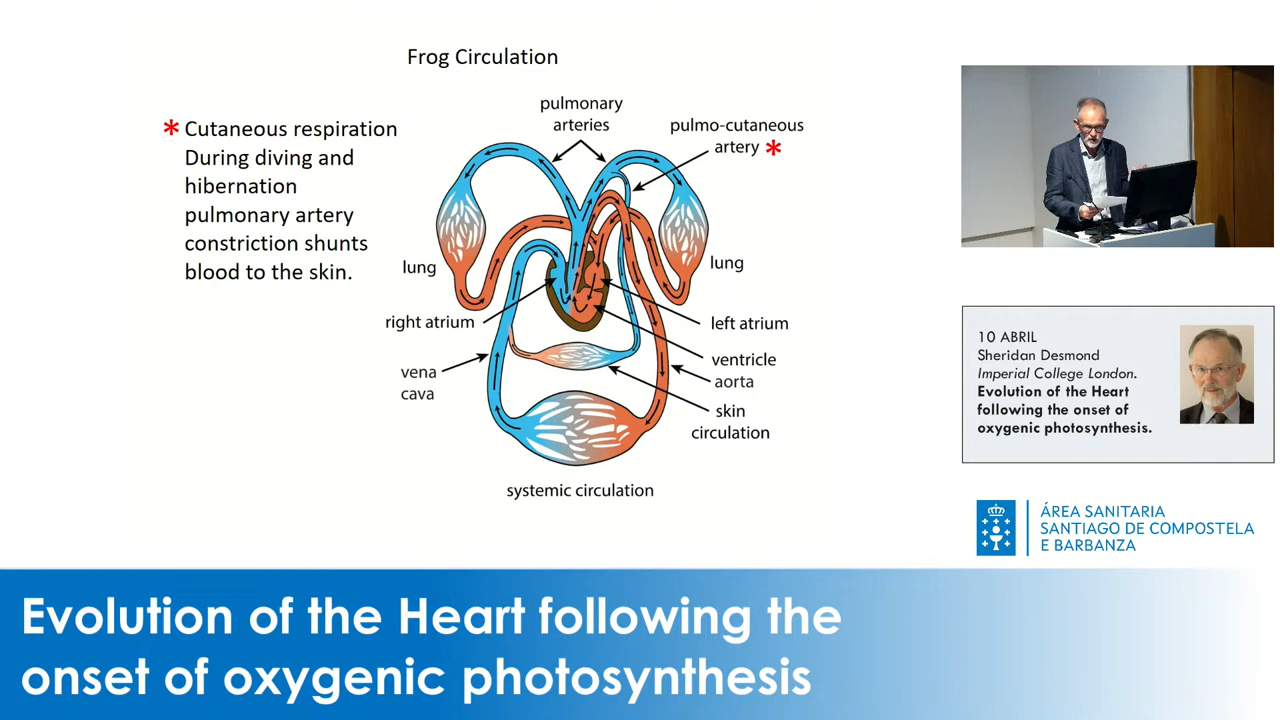 Frog Circulation
* Cutaneous respiration
During diving and
hibernation
pulmonary artery
constriction shunts
blood to the skin.
pulmonary
arteries
pulmo-cutaneous
artery *
lung
lung
right atrium
left atrium
vena
cava
ventricle
aorta
skin
circulation
systemic circulation
10 ABRIL
Sheridan Desmond
Imperial College London.
Evolution of the Heart
following the onset of
oxygenic photosynthesis.
ÁREA SANITARIA
SANTIAGO DE COMPOSTELA
E BARBANZA
Evolution of the Heart following the
onset of oxygenic photosynthesis